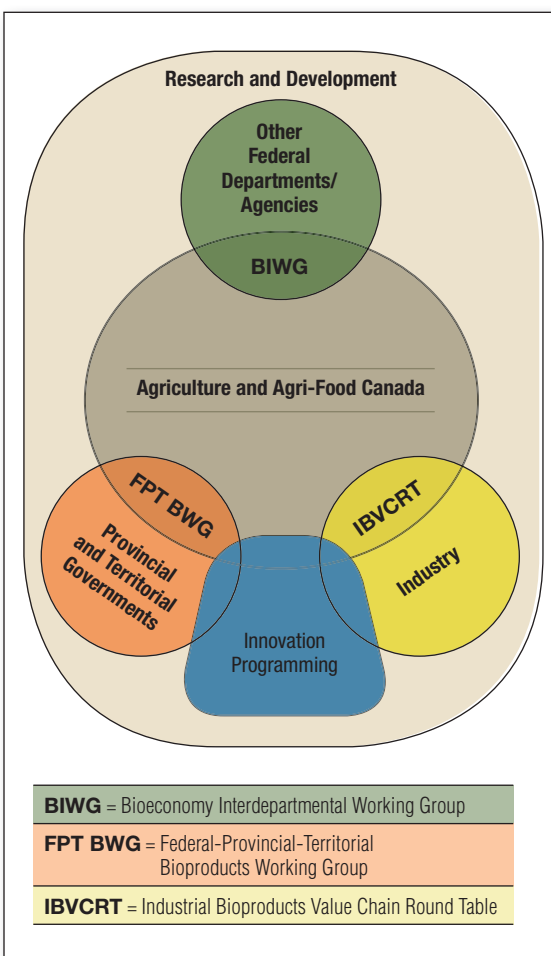 Research and Development
Other
Federal
Departments/
Agencies
BIWG
Agriculture and Agri-Food Canada
FPT BWG
Provincial
and Territorial
Governments
IBVCRT
Industry
Innovation
Programming
BIWG = Bioeconomy Interdepartmental Working Group
FPT BWG = Federal-Provincial-Territorial
Bioproducts Working Group
IBVCRT = Industrial Bioproducts Value Chain Round Table